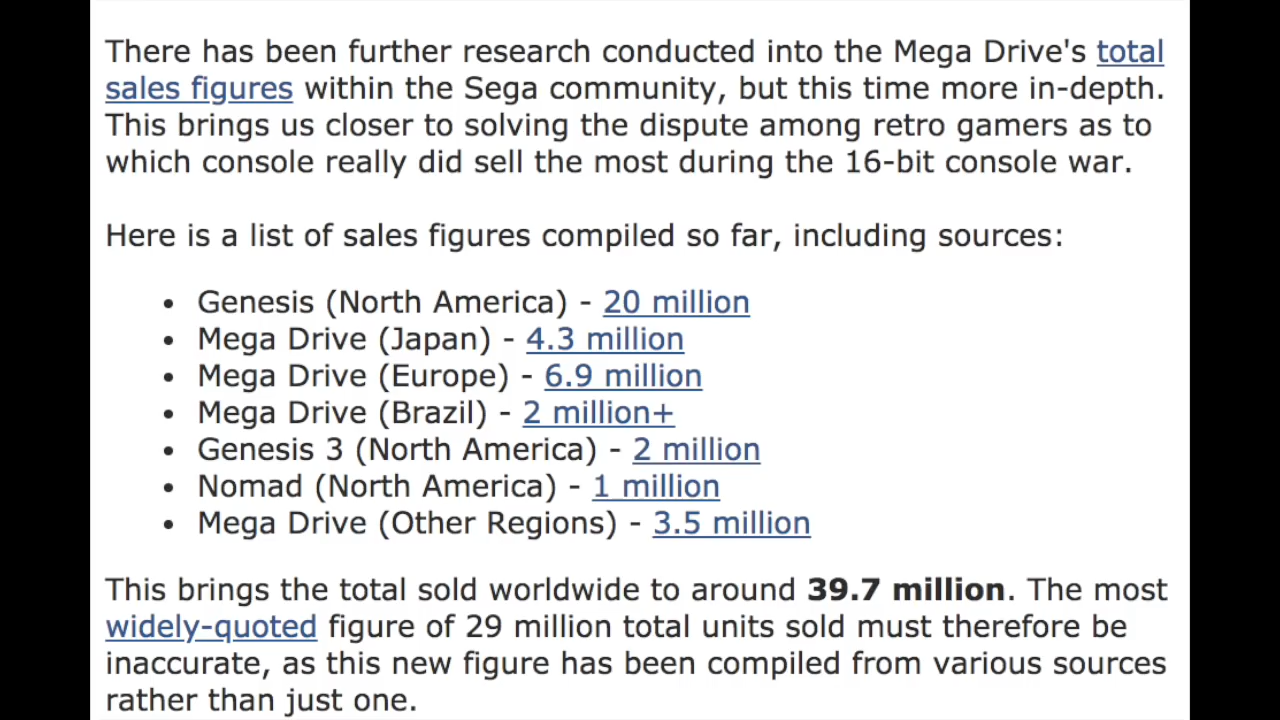 There has been further research conducted into the Mega Drive's total
sales figures within the Sega community, but this time more in-depth.
This brings us closer to solving the dispute among retro gamers as to
which console really did sell the most during the 16-bit console war.
Here is a list of sales figures compiled so far, including sources:
• Genesis (North America) - 20 million
• Mega Drive (Japan) - 4.3 million
• Mega Drive (Europe) - 6.9 million
• Mega Drive (Brazil) - 2 million+
• Genesis 3 (North America) - 2 million
• Nomad (North America) - 1 million
• Mega Drive (Other Regions) - 3.5 million
This brings the total sold worldwide to around 39.7 million. The most
widely-quoted figure of 29 million total units sold must therefore be
inaccurate, as this new figure has been compiled from various sources
rather than just one.